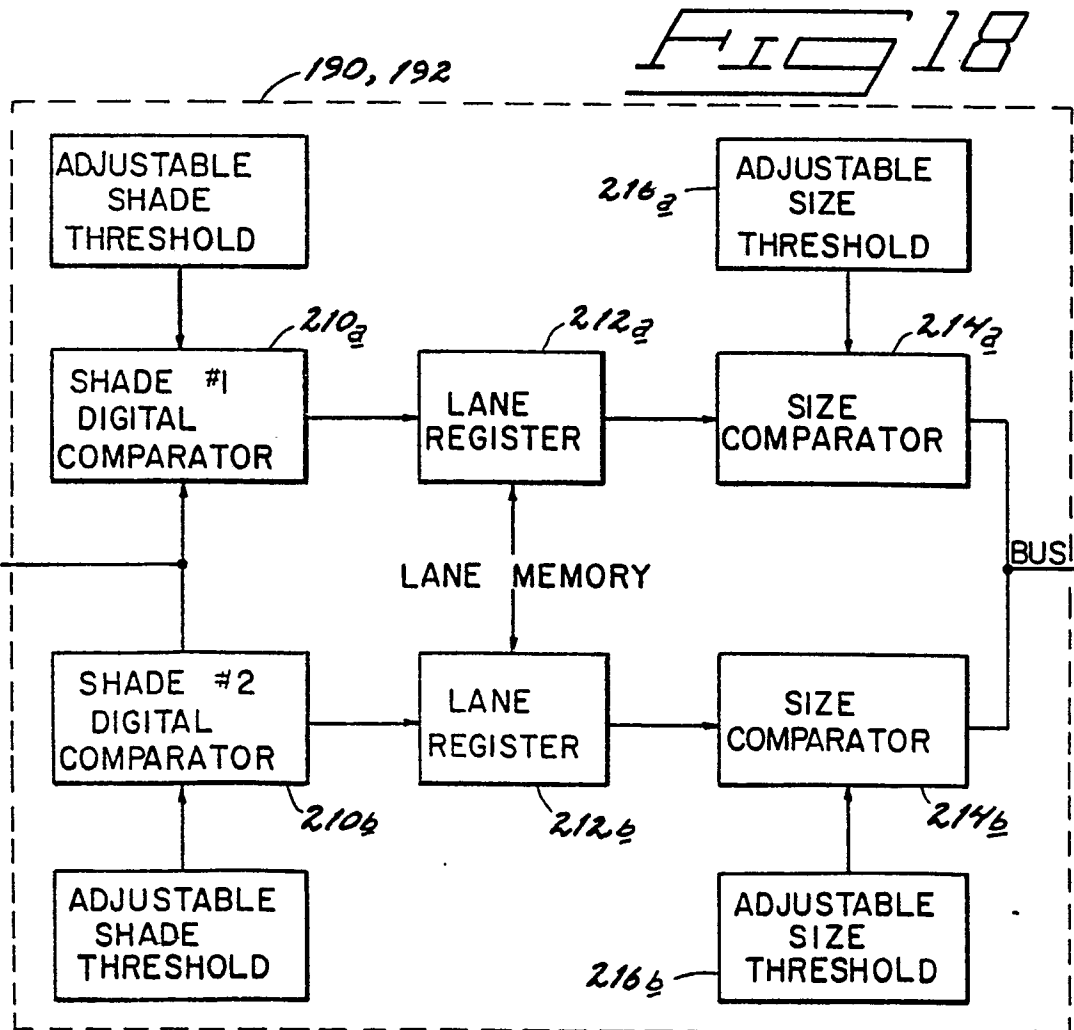 FIG 18
190, 192
ADJUSTABLE
SHADE
THRESHOLD
216a
ADJUSTABLE
SIZE
THRESHOLD
210a
212a
214a
SHADE #1
DIGITAL
COMPARATOR
LANE
REGISTER
SIZE
COMPARATOR
LANE MEMORY
BUS
SHADE #2
DIGITAL
COMPARATOR
LANE
REGISTER
SIZE
COMPARATOR
210b
212b
214b
ADJUSTABLE
SHADE
THRESHOLD
216b
ADJUSTABLE
SIZE
THRESHOLD